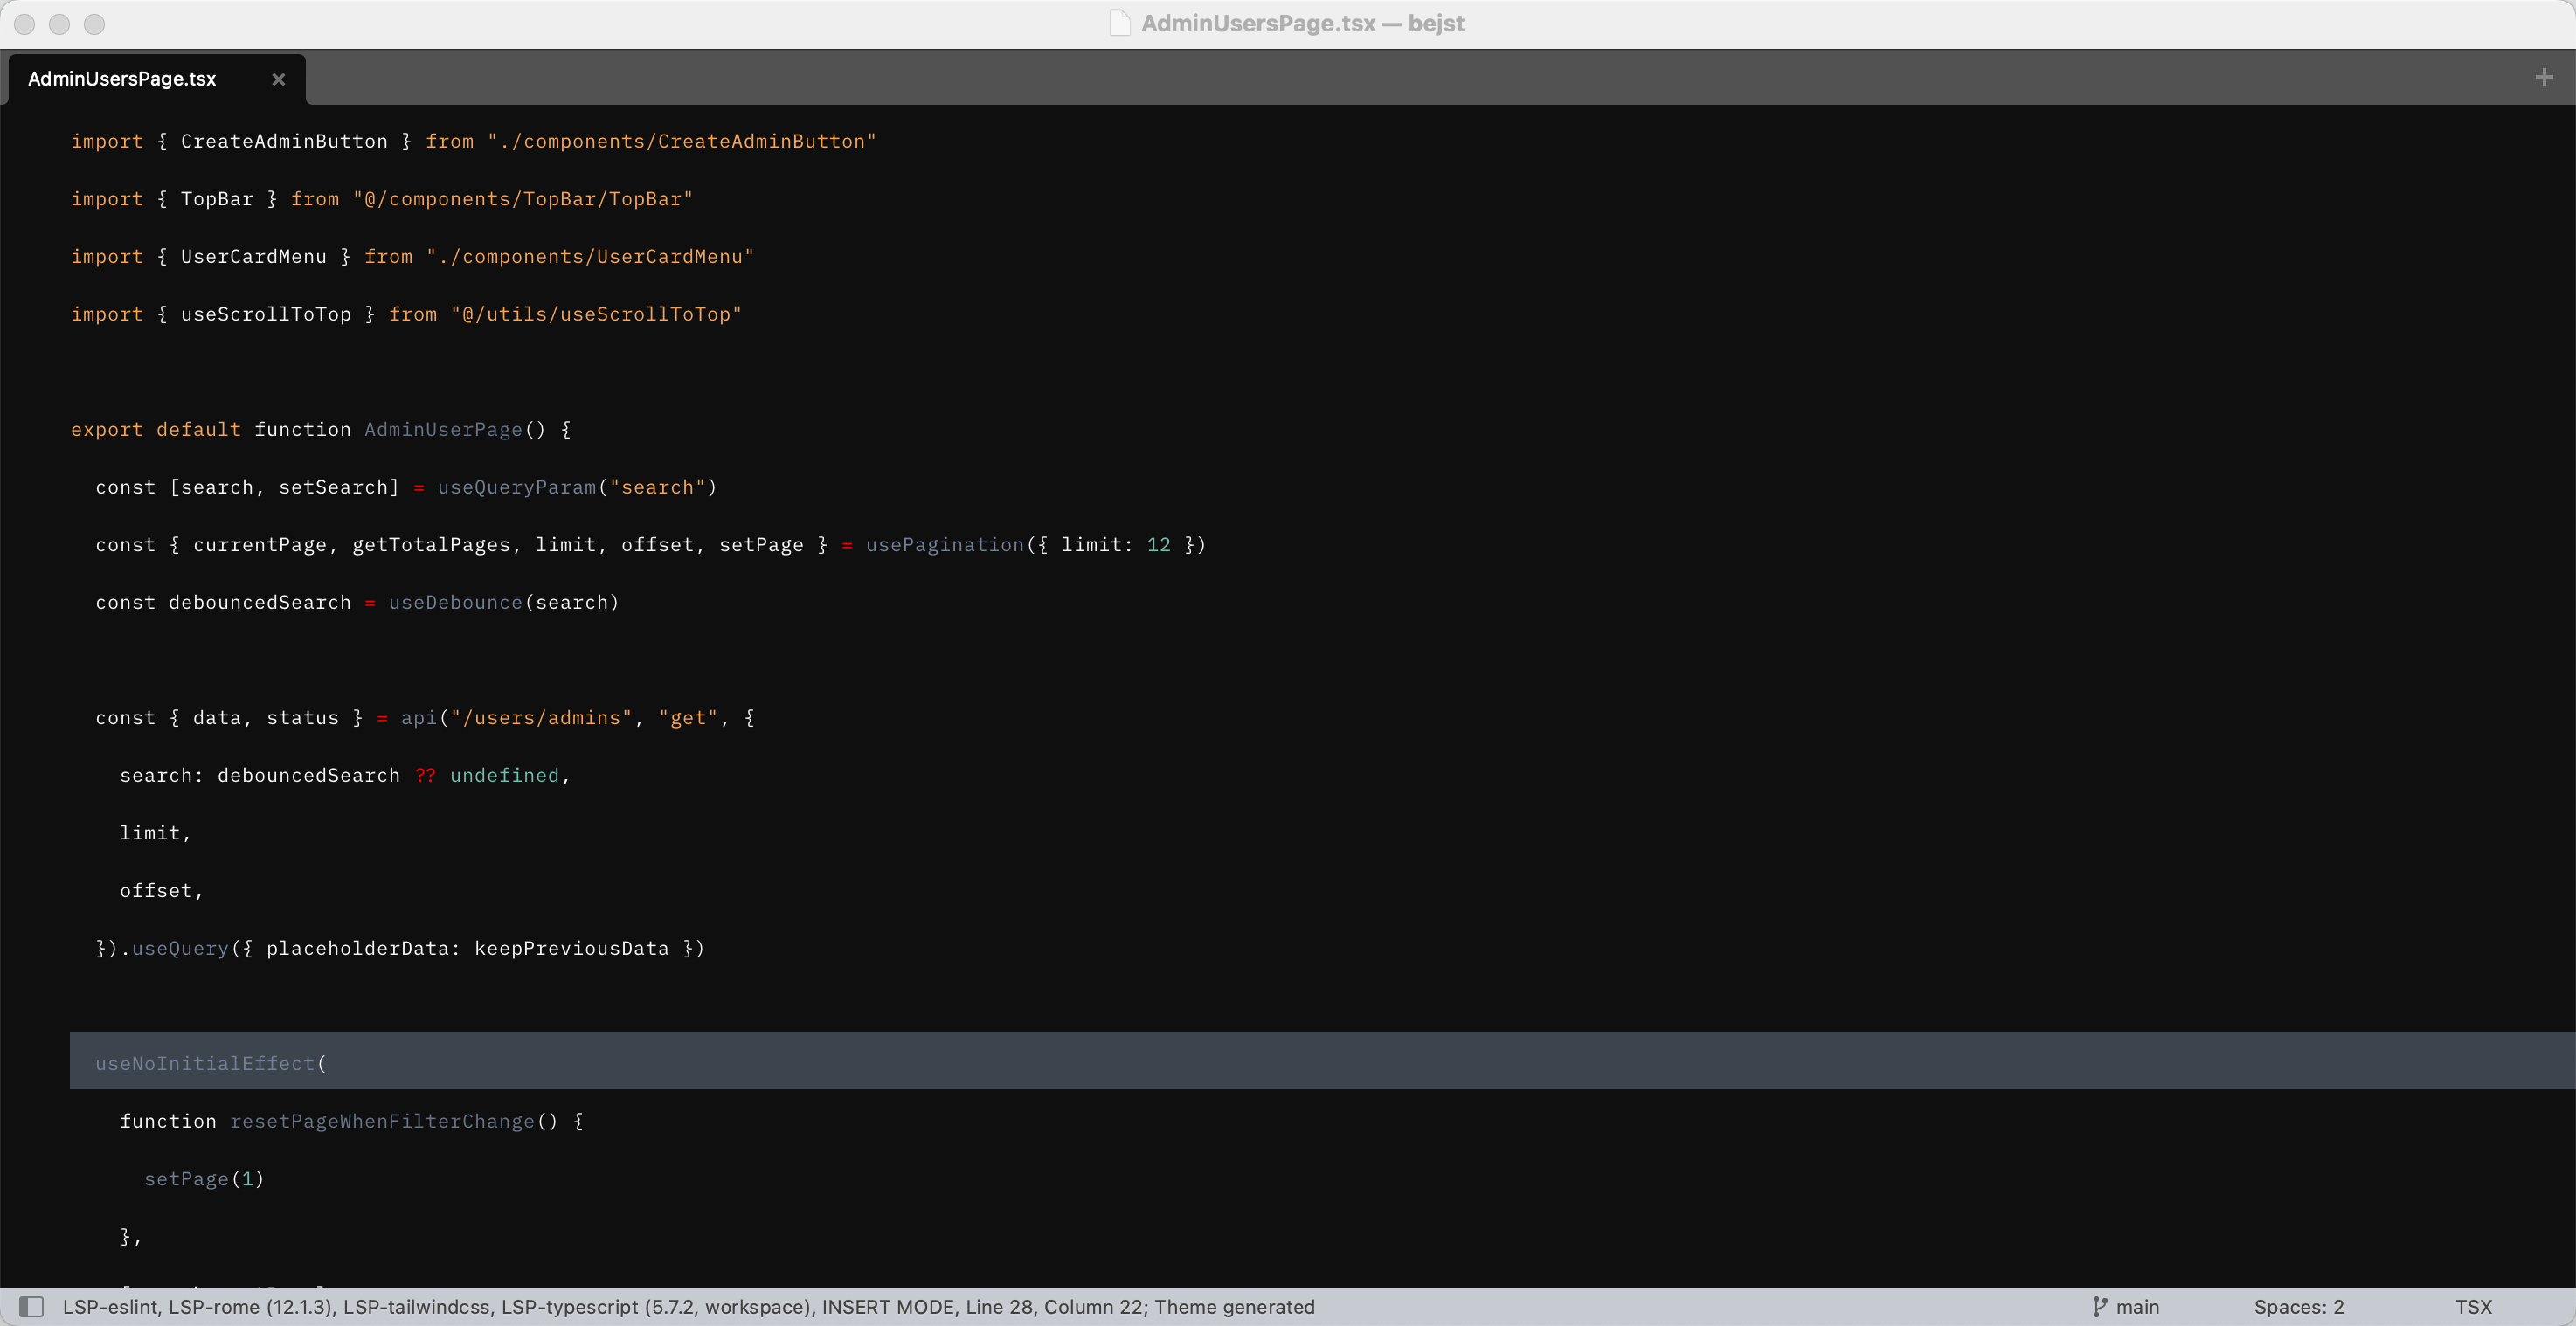 AdminUsersPage.tsx — bejst
AdminUsersPage.tsx
import { CreateAdminButton } from "./components/CreateAdminButton"
import { TopBar } from "@/components/TopBar/TopBar"
import { UserCardMenu } from "./components/UserCardMenu"
import { useScrollToTop } from "@/utils/useScrollToTop"
export default function AdminUserPage() {
const [search, setSearch] = useQueryParam("search")
const { currentPage, getTotalPages, limit, offset, setPage } = usePagination({ limit: 12 })
const debouncedSearch = useDebounce(search)
const { data, status } = api("/users/admins", "get", {
search: debouncedSearch ?? undefined,
limit,
offset,
}).useQuery({ placeholderData: keepPreviousData })
useNoInitialEffect(
function resetPageWhenFilterChange() {
setPage(1)
},
LSP-eslint, LSP-rome (12.1.3), LSP-tailwindcss, LSP-typescript (5.7.2, workspace), INSERT MODE, Line 28, Column 22; Theme generated
main
Spaces: 2
TSX